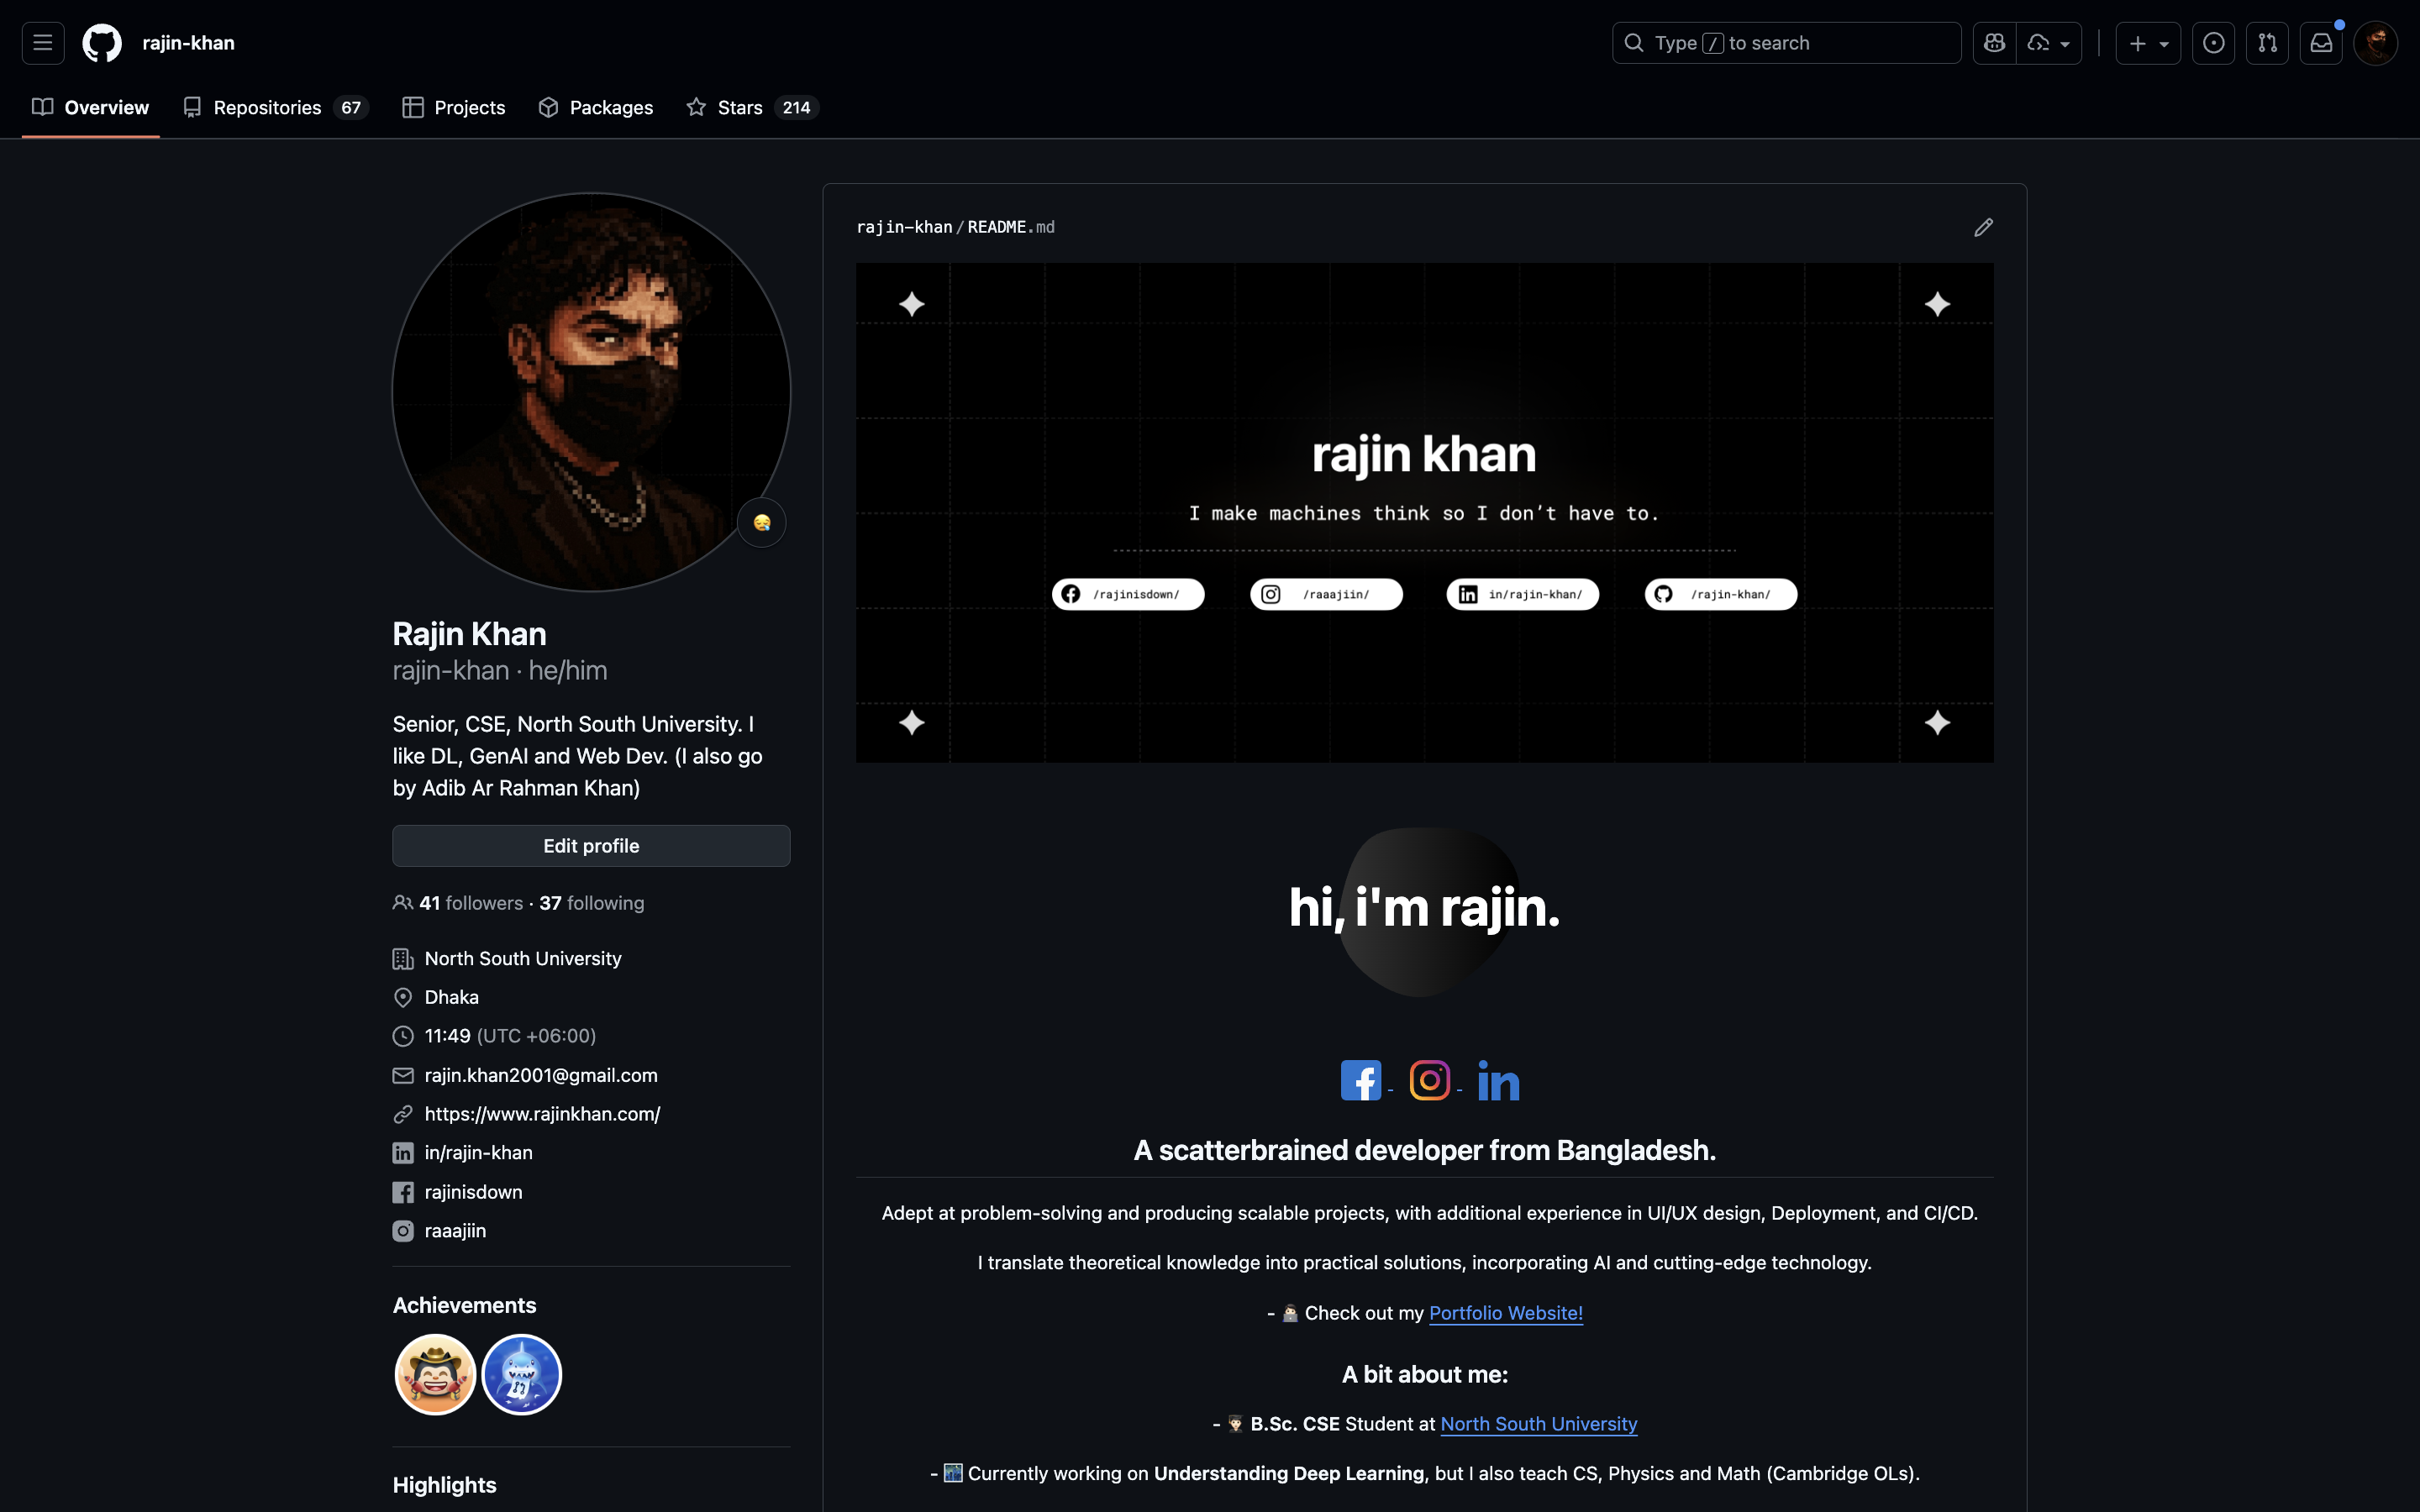 rajin-khan
Type / to search
Overview
Repositories 67
Projects
Packages
Stars 214
Rajin Khan
rajin-khan · he/him
Senior, CSE, North South University. I
like DL, GenAI and Web Dev. (I also go
by Adib Ar Rahman Khan)
Edit profile
41 followers · 37 following
North South University
Dhaka
11:49 (UTC +06:00)
rajin.khan2001@gmail.com
https://www.rajinkhan.com/
in/rajin-khan
rajinisdown
raaajiin
Achievements
Highlights
rajin-khan/README.md
rajin khan
I make machines think so I don’t have to.
/rajinisdown/
/raaajiin/
in/rajin-khan/
/rajin-khan/
hi, i'm rajin.
A scatterbrained developer from Bangladesh.
Adept at problem-solving and producing scalable projects, with additional experience in UI/UX design, Deployment, and CI/CD.
I translate theoretical knowledge into practical solutions, incorporating AI and cutting-edge technology.
- 👨🏻‍💻 Check out my Portfolio Website!
A bit about me:
- 👨🏻‍🎓 B.Sc. CSE Student at North South University
- 🌃 Currently working on Understanding Deep Learning, but I also teach CS, Physics and Math (Cambridge OLs).